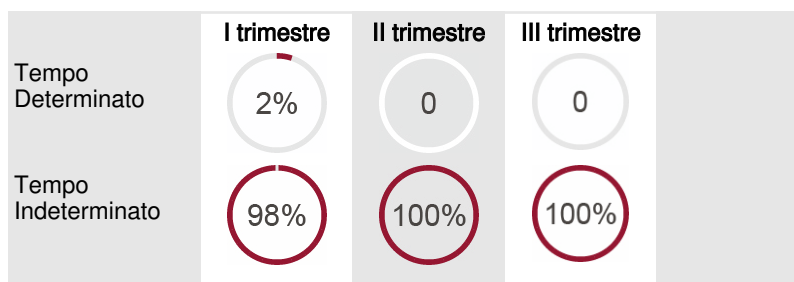 I trimestre II trimestre III trimestre
Tempo
Determinato
2% 0 0
Tempo
Indeterminato
98% 100% 100%